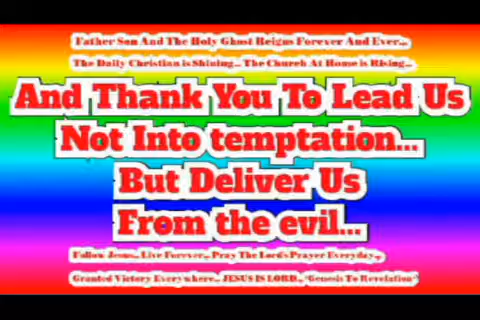 Father Son And The Holy Ghost Reigns Forever And Ever...
The Daily Christian is Shining... The Church At Home is Rising...
And Thank You To Lead Us
Not Into temptation...
But Deliver Us
From the evil...
Follow Jesus... Live Forever... Pray The Lord's Prayer Everyday...
Granted Victory Everywhere... JESUS IS LORD... "Genesis To Revelation"